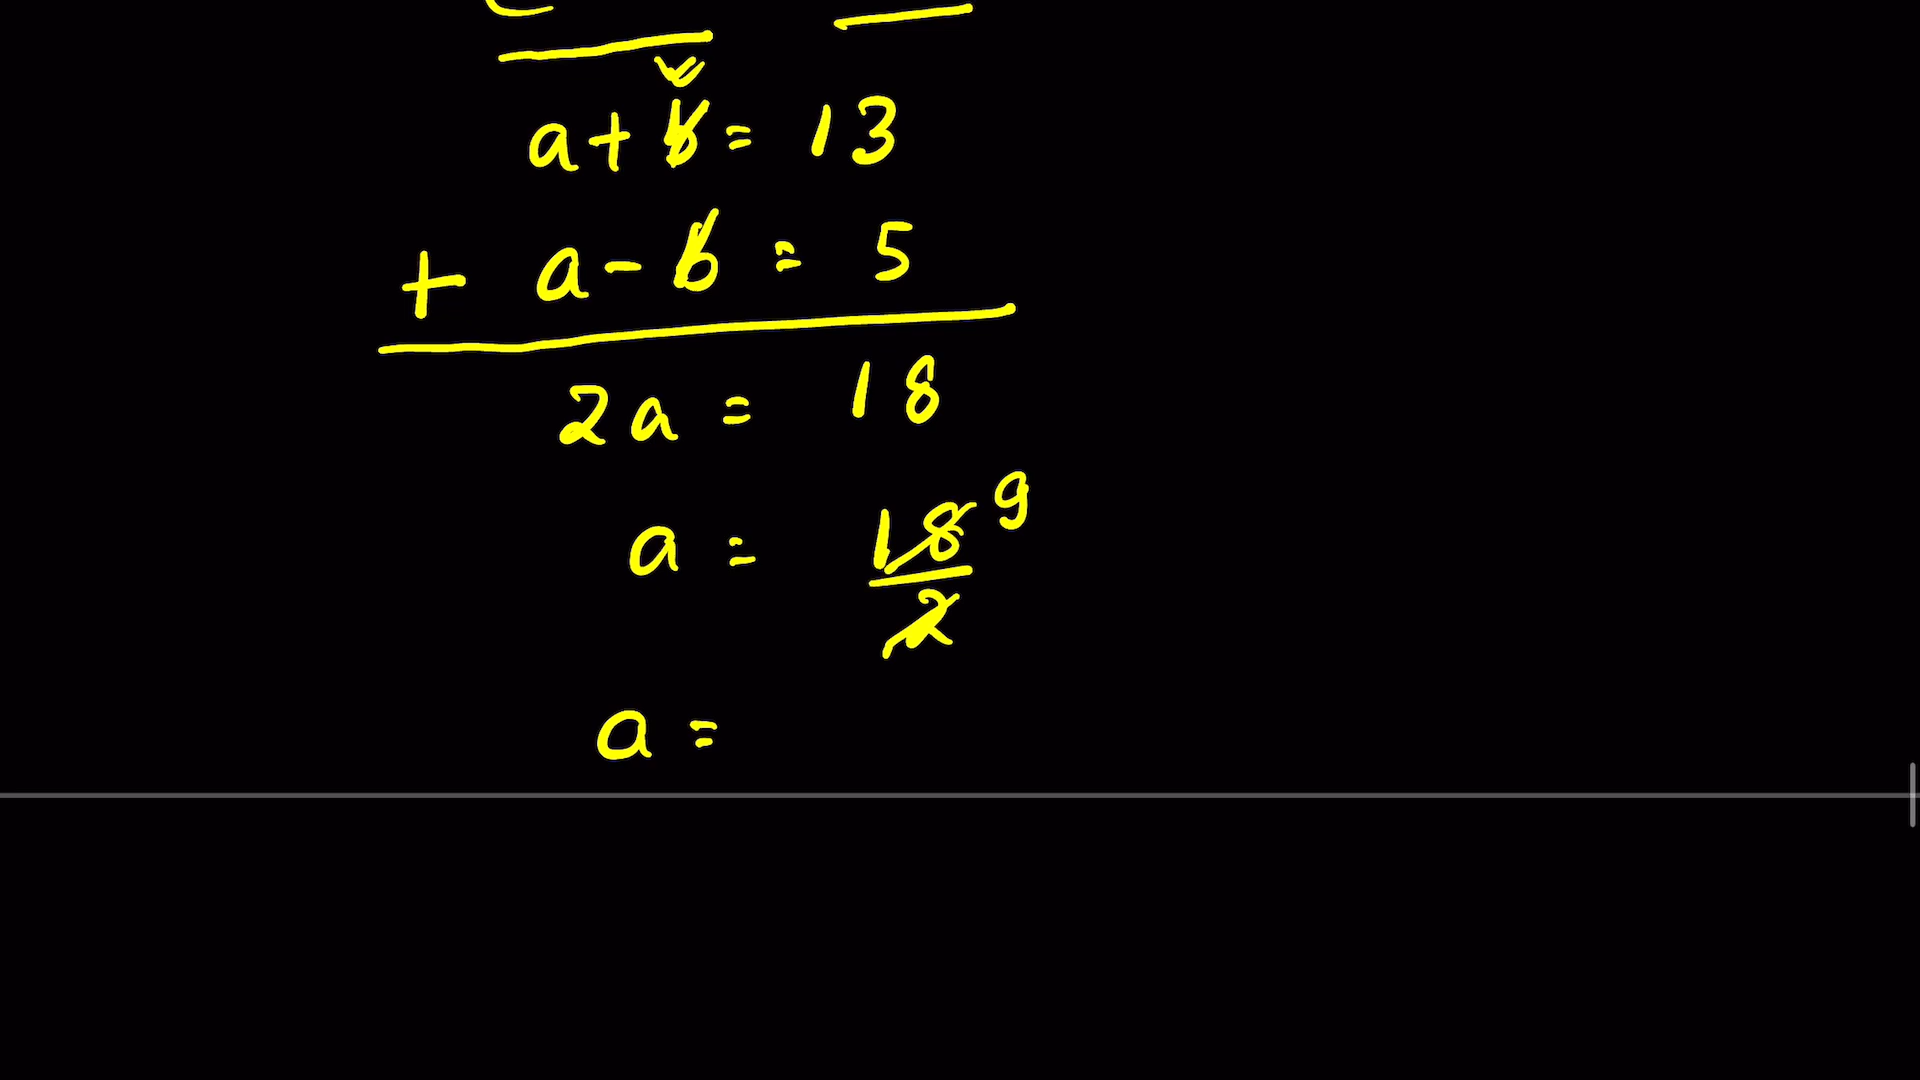 a + b = 13
+ a - b = 5
2a = 18
a = 18/2 9
a =